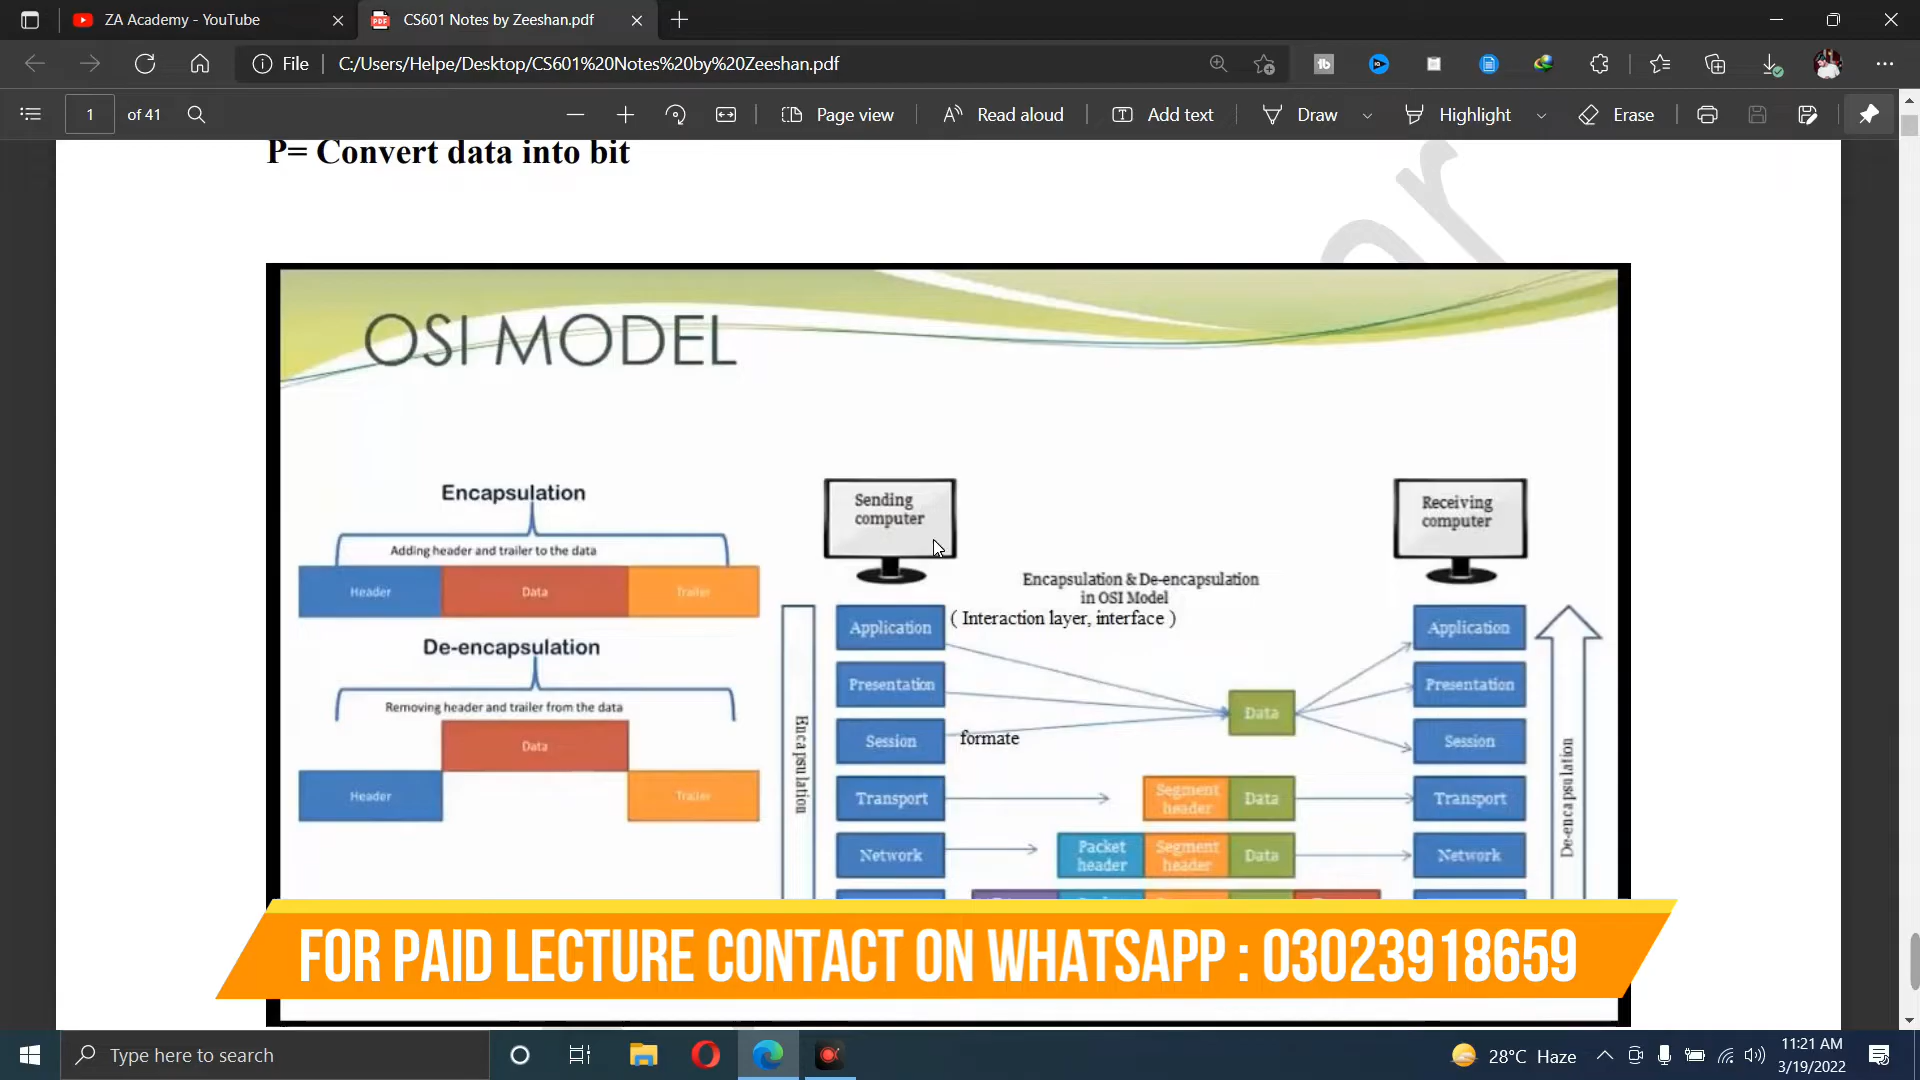 ZA Academy - YouTube
CS601 Notes by Zeeshan.pdf
File
C:/Users/Helpe/Desktop/CS601%20Notes%20by%20Zeeshan.pdf
1 of 41
Page view
Read aloud
Add text
Draw
Highlight
Erase
P= Convert data into bit
OSI MODEL
Encapsulation
Adding header and trailer to the data
Header Data Trailer
De-encapsulation
Removing header and trailer from the data
Data
Header Trailer
Sending
computer
Receiving
computer
Encapsulation & De-encapsulation
in OSI Model
( Interaction layer, interface )
Application
Presentation
Session
formate
Transport
Network
Data
Segment
header
Data
Packet
header
Segment
header
Data
Application
Presentation
Session
Transport
Network
Encapsulation
De-encapsulation
FOR PAID LECTURE CONTACT ON WHATSAPP : 03023918659
Type here to search
28°C Haze
11:21 AM
3/19/2022